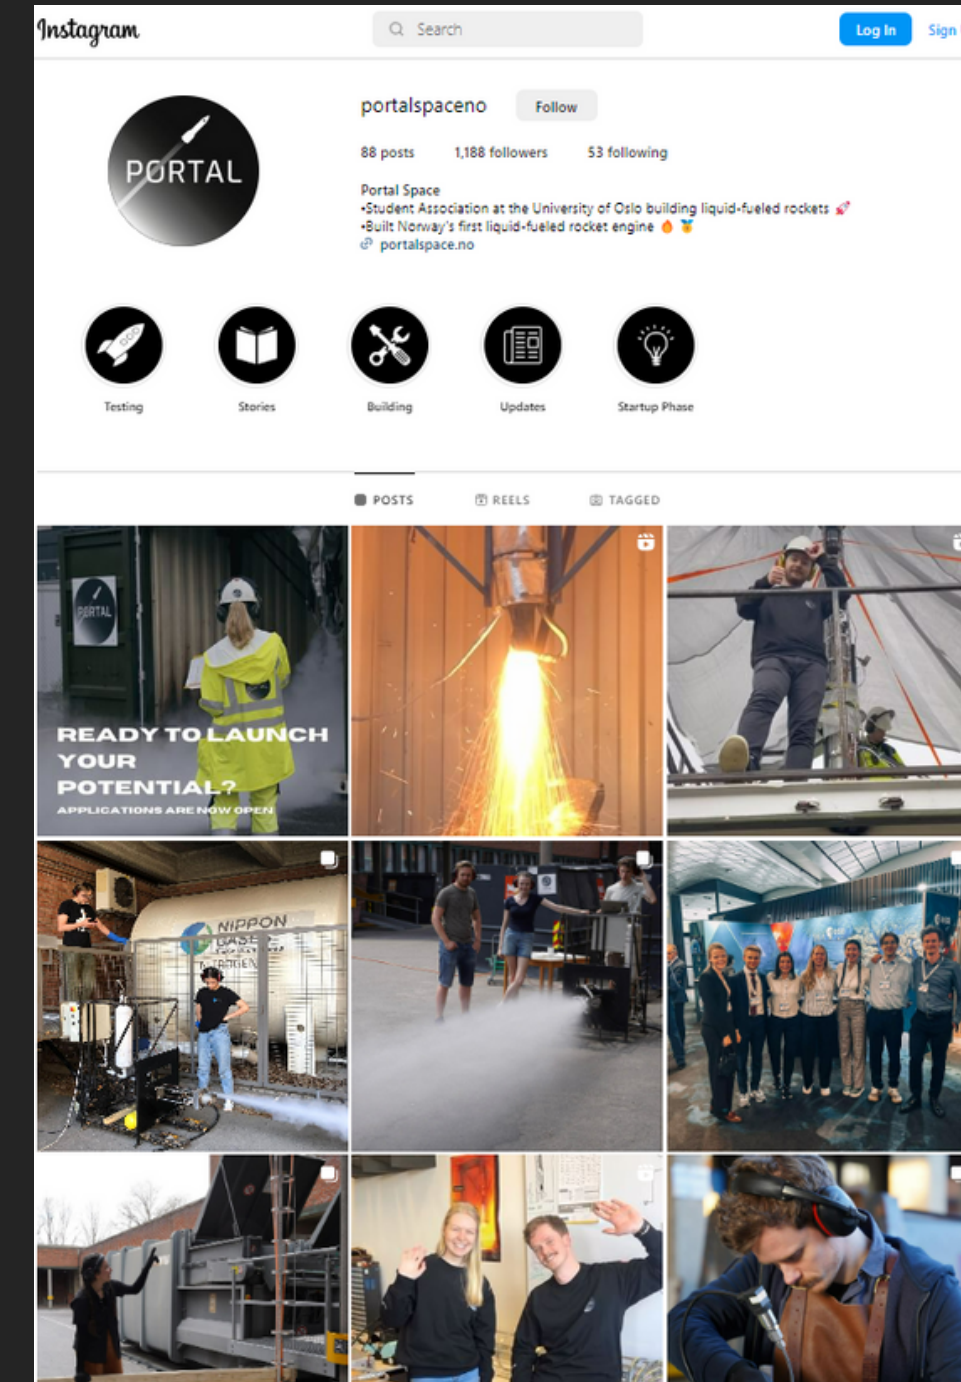 Instagram
Search
Log In
Sign
PORTAL
portalspaceno
Follow
88 posts 1,188 followers 53 following
Portal Space
•Student Association at the University of Oslo building liquid-fueled rockets 🚀
•Built Norway's first liquid-fueled rocket engine 🔥 🏅
portalspace.no
Testing
Stories
Building
Updates
Startup Phase
POSTS
REELS
TAGGED
PORTAL
READY TO LAUNCH
YOUR
POTENTIAL?
APPLICATIONS ARE NOW OPEN
NIPPON
GASES